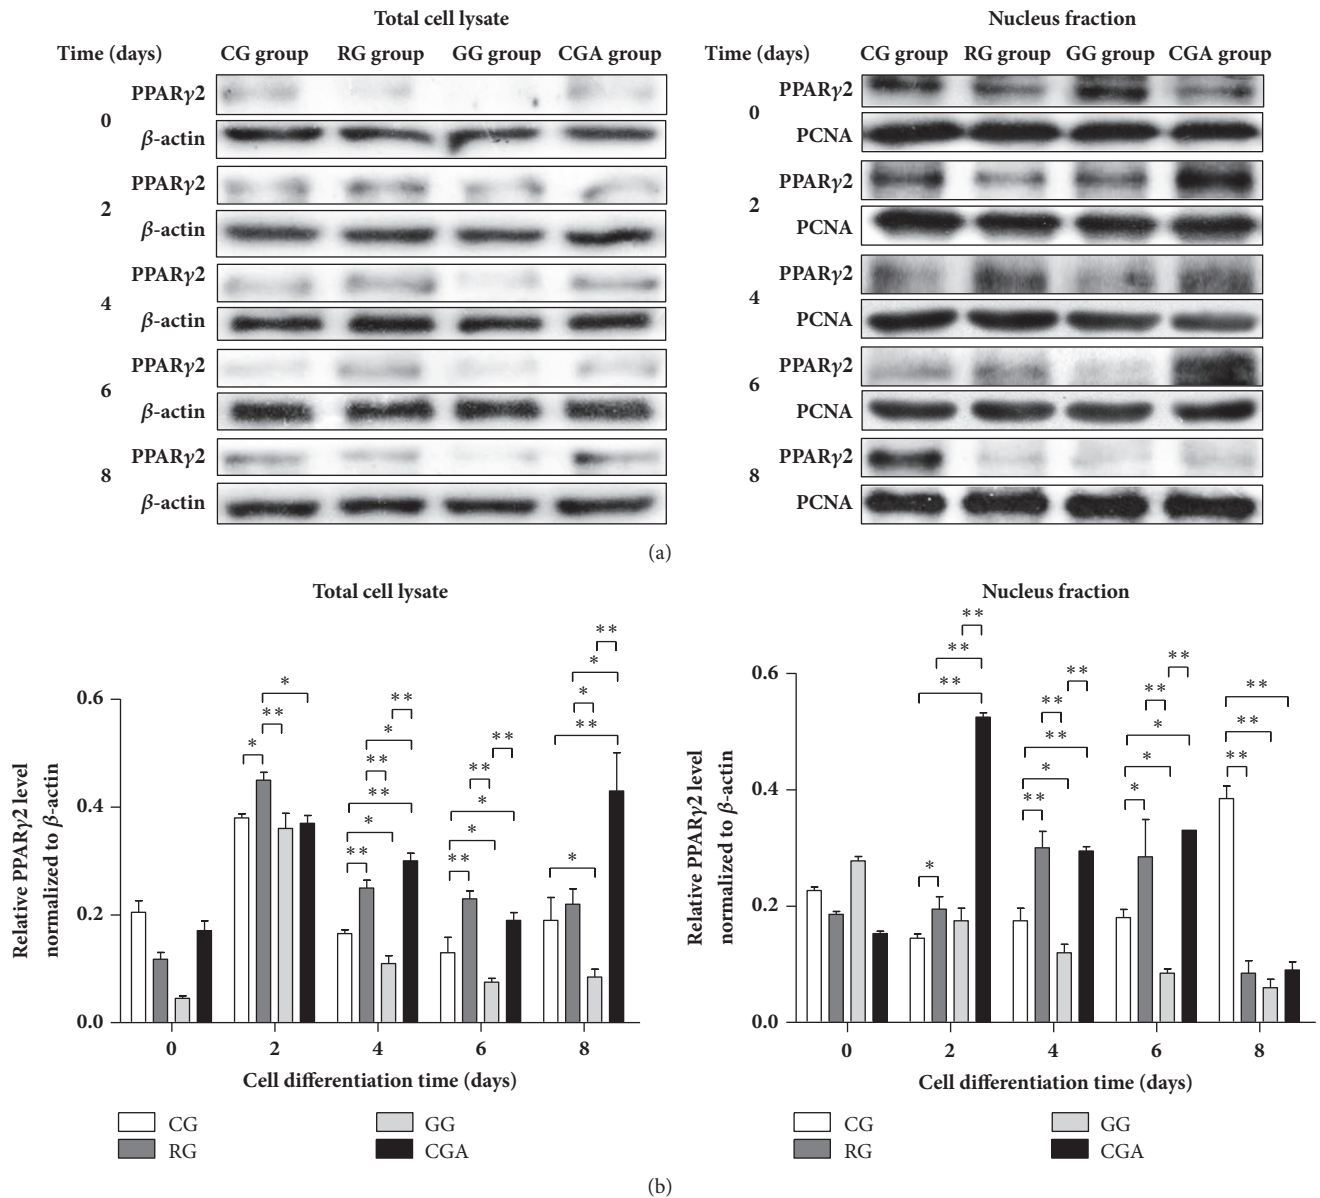 Total cell lysate
Time (days) CG group RG group GG group CGA group
PPARγ2
0
β-actin
PPARγ2
2
β-actin
PPARγ2
4
β-actin
PPARγ2
6
β-actin
PPARγ2
8
β-actin
Nucleus fraction
Time (days) CG group RG group GG group CGA group
PPARγ2
0
PCNA
PPARγ2
2
PCNA
PPARγ2
4
PCNA
PPARγ2
6
PCNA
PPARγ2
8
PCNA
(a)
Total cell lysate
Relative PPARγ2 level
normalized to β-actin
0.6
0.4
0.2
0.0
*
**
*
**
*
**
**
*
**
**
**
*
*
**
**
*
*
**
**
*
0 2 4 6 8
Cell differentiation time (days)
CG GG
RG CGA
Nucleus fraction
Relative PPARγ2 level
normalized to β-actin
0.6
0.4
0.2
0.0
**
**
**
*
**
**
**
*
**
**
**
*
*
*
**
**
**
0 2 4 6 8
Cell differentiation time (days)
CG GG
RG CGA
(b)